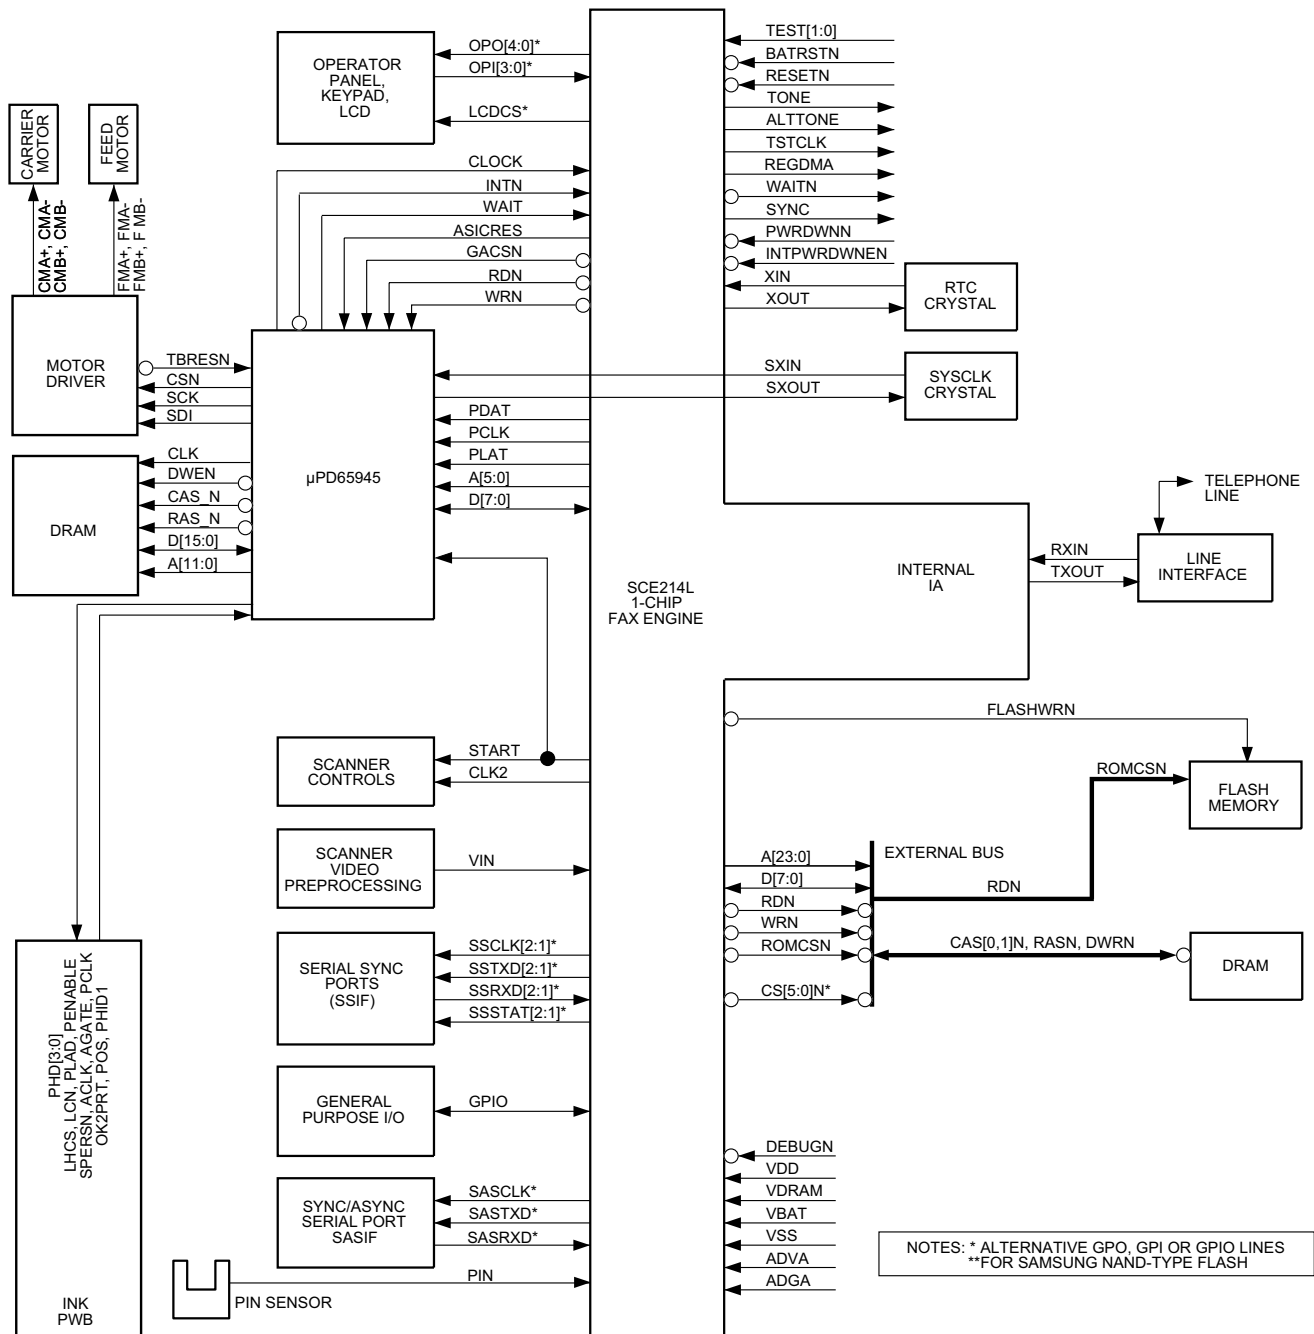 OPERATOR
PANEL,
KEYPAD,
LCD
OPO[4:0]*
OPI[3:0]*
LCDCS*
CARRIER
MOTOR
FEED
MOTOR
CMA+, CMA-
CMB+, CMB-
FMA+, FMA-
FMB+, F MB-
CLOCK
INTN
WAIT
ASICRES
GACSN
RDN
WRN
MOTOR
DRIVER
TBRESN
CSN
SCK
SDI
DRAM
CLK
DWEN
CAS_N
RAS_N
D[15:0]
A[11:0]
µPD65945
PDAT
PCLK
PLAT
A[5:0]
D[7:0]
SCE214L
1-CHIP
FAX ENGINE
TEST[1:0]
BATRSTN
RESETN
TONE
ALTTONE
TSTCLK
REGDMA
WAITN
SYNC
PWRDWNN
INTPWRDWNEN
XIN
XOUT
RTC
CRYSTAL
SXIN
SXOUT
SYSCLK
CRYSTAL
TELEPHONE
LINE
INTERNAL
IA
RXIN
TXOUT
LINE
INTERFACE
SCANNER
CONTROLS
START
CLK2
SCANNER
VIDEO
PREPROCESSING
VIN
SERIAL SYNC
PORTS
(SSIF)
SSCLK[2:1]*
SSTXD[2:1]*
SSRXD[2:1]*
SSSTAT[2:1]*
GENERAL
PURPOSE I/O
GPIO
SYNC/ASYNC
SERIAL PORT
SASIF
SASCLK*
SASTXD*
SASRXD*
PIN
PIN SENSOR
PHD[3:0]
LHCS, LCN, PLAD, PENABLE
SPERSN, ACLK, AGATE, PCLK
OK2PRT, POS, PHID1
INK
PWB
FLASHWRN
ROMCSN
FLASH
MEMORY
A[23:0]
D[7:0]
RDN
WRN
ROMCSN
CS[5:0]N*
EXTERNAL BUS
RDN
CAS[0,1]N, RASN, DWRN
DRAM
DEBUGN
VDD
VDRAM
VBAT
VSS
ADVA
ADGA
NOTES: * ALTERNATIVE GPO, GPI OR GPIO LINES
**FOR SAMSUNG NAND-TYPE FLASH